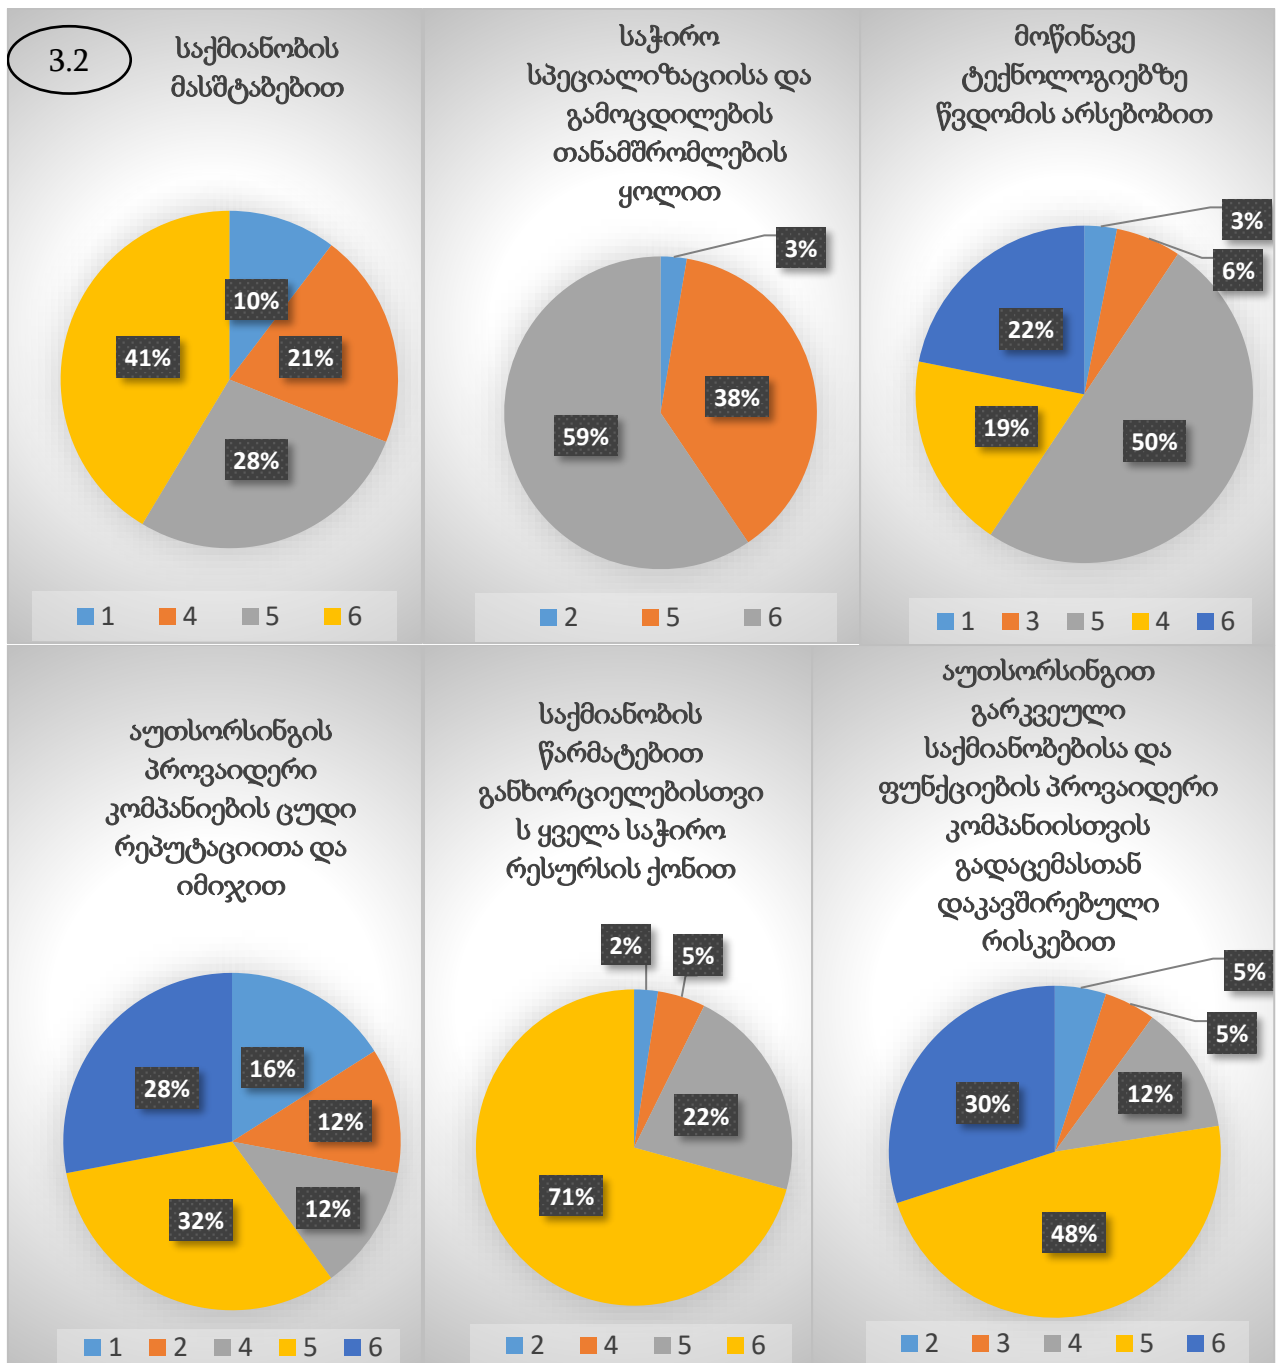 3.2
საქმიანობის
მასშტაბებით
10%
21%
28%
41%
1 4 5 6
საჭირო
სპეციალიზაციისა და
გამოცდილების
თანამშრომლების
ყოლით
3%
38%
59%
2 5 6
მოწინავე
ტექნოლოგიებზე
წვდომის არსებობით
3%
6%
50%
19%
22%
1 3 5 4 6
აუთსორსინგის
პროვაიდერი
კომპანიების ცუდი
რეპუტაციითა და
იმიჯით
16%
12%
12%
32%
28%
1 2 4 5 6
საქმიანობის
წარმატებით
განხორციელებისთვი
ს ყველა საჭირო
რესურსის ქონით
2%
5%
22%
71%
2 4 5 6
აუთსორსინგით
გარკვეული
საქმიანობებისა და
ფუნქციების პროვაიდერი
კომპანიისთვის
გადაცემასთან
დაკავშირებული
რისკებით
5%
5%
12%
48%
30%
2 3 4 5 6